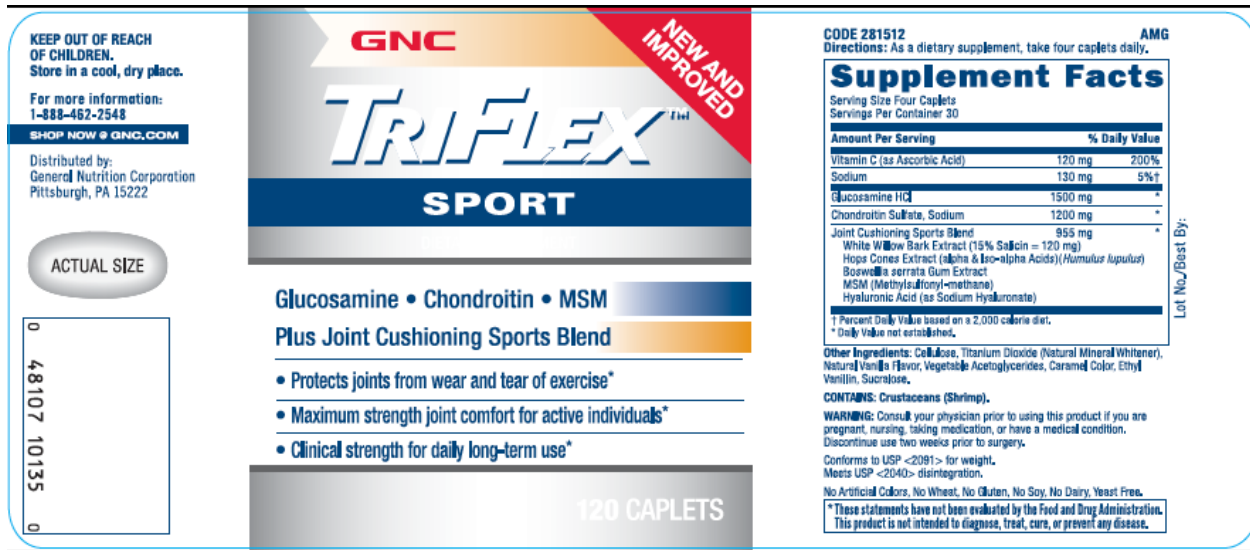 KEEP OUT OF REACH
OF CHILDREN.
Store in a cool, dry place.
For more information:
1-888-462-2548
SHOP NOW @ GNC.COM
Distributed by:
General Nutrition Corporation
Pittsburgh, PA 15222
ACTUAL SIZE
0 48107 10135 0
GNC
NEW AND
IMPROVED
TRIFLEX™
SPORT
Glucosamine • Chondroitin • MSM
Plus Joint Cushioning Sports Blend
• Protects joints from wear and tear of exercise*
• Maximum strength joint comfort for active individuals*
• Clinical strength for daily long-term use*
120 CAPLETS
CODE 281512 AMG
Directions: As a dietary supplement, take four caplets daily.
Supplement Facts
Serving Size Four Caplets
Servings Per Container 30
Amount Per Serving % Daily Value
Vitamin C (as Ascorbic Acid) 120 mg 200%
Sodium 130 mg 5%†
Glucosamine HCl 1500 mg *
Chondroitin Sulfate, Sodium 1200 mg *
Joint Cushioning Sports Blend 955 mg *
White Willow Bark Extract (15% Salicin = 120 mg)
Hops Cones Extract (alpha & Iso-alpha Acids)(Humulus lupulus)
Boswellia serrata Gum Extract
MSM (Methylsulfonyl-methane)
Hyaluronic Acid (as Sodium Hyaluronate)
† Percent Daily Value based on a 2,000 calorie diet.
* Daily Value not established.
Other Ingredients: Cellulose, Titanium Dioxide (Natural Mineral Whitener),
Natural Vanilla Flavor, Vegetable Acetoglycerides, Caramel Color, Ethyl
Vanillin, Sucralose.
CONTAINS: Crustaceans (Shrimp).
WARNING: Consult your physician prior to using this product if you are
pregnant, nursing, taking medication, or have a medical condition.
Discontinue use two weeks prior to surgery.
Conforms to USP <2091> for weight.
Meets USP <2040> disintegration.
No Artificial Colors, No Wheat, No Gluten, No Soy, No Dairy, Yeast Free.
* These statements have not been evaluated by the Food and Drug Administration.
This product is not intended to diagnose, treat, cure, or prevent any disease.
Lot No./Best By: